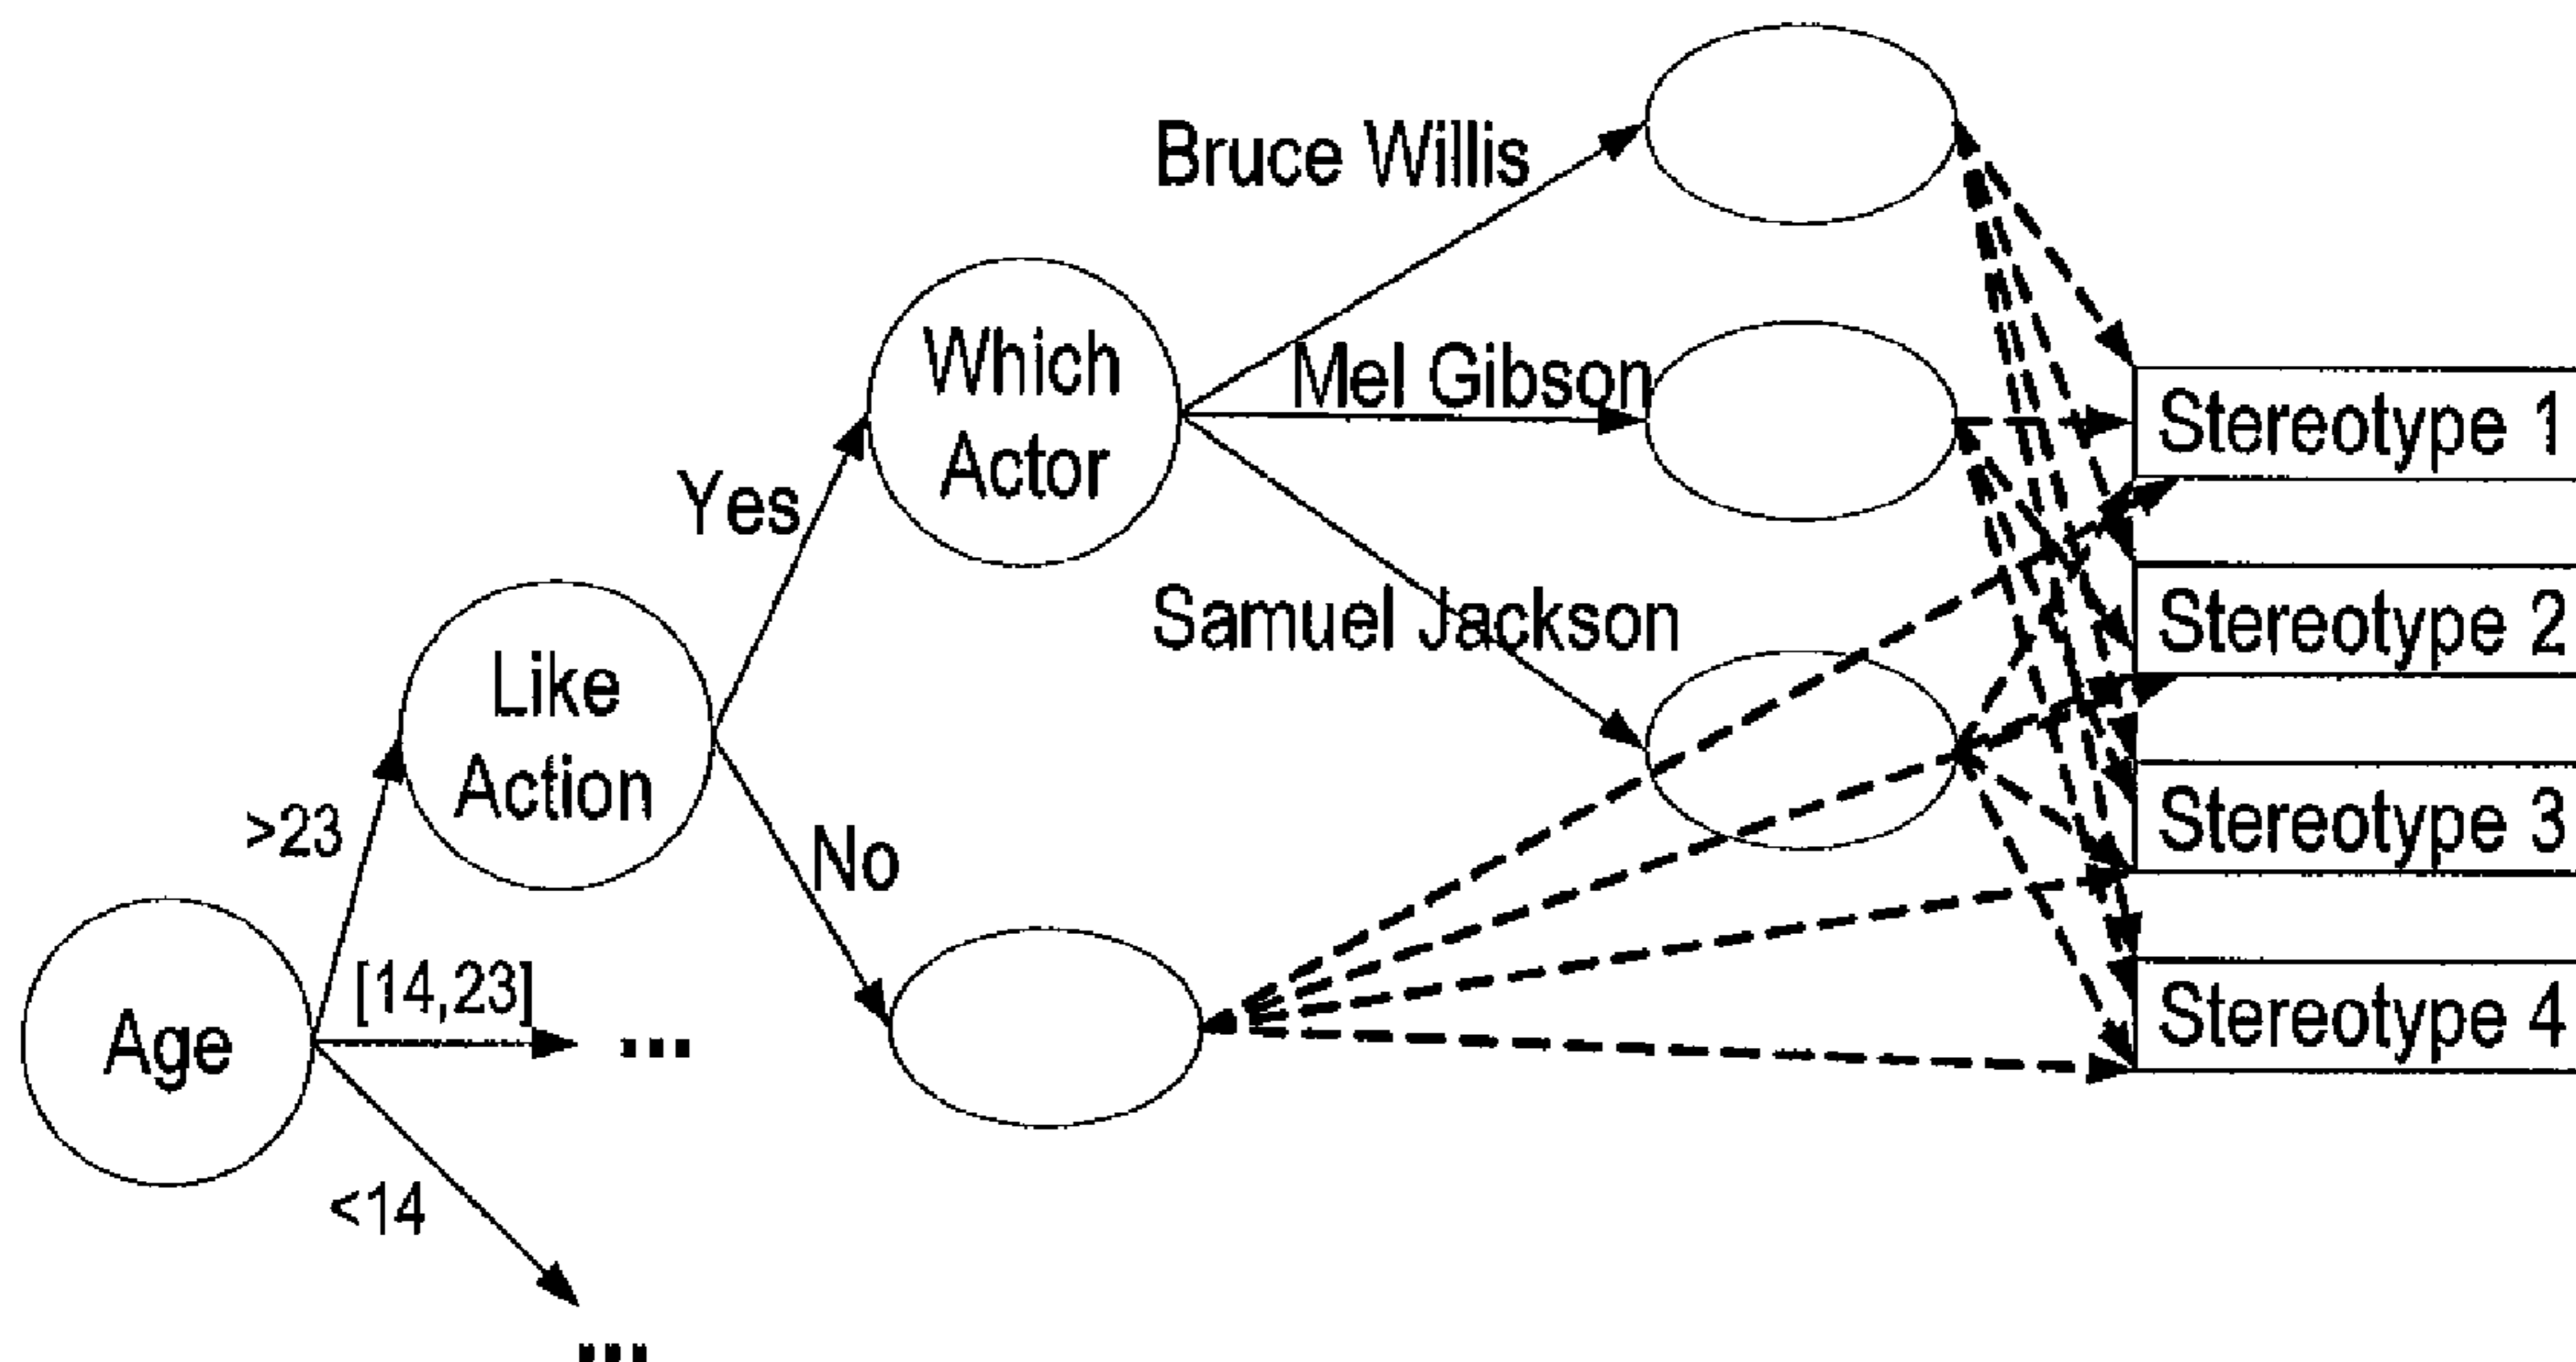 Bruce Willis
Which
Actor
Mel Gibson
Stereotype 1
Yes
Samuel Jackson
Stereotype 2
Like
Action
>23
No
Stereotype 3
[14,23]
...
Age
Stereotype 4
<14
...